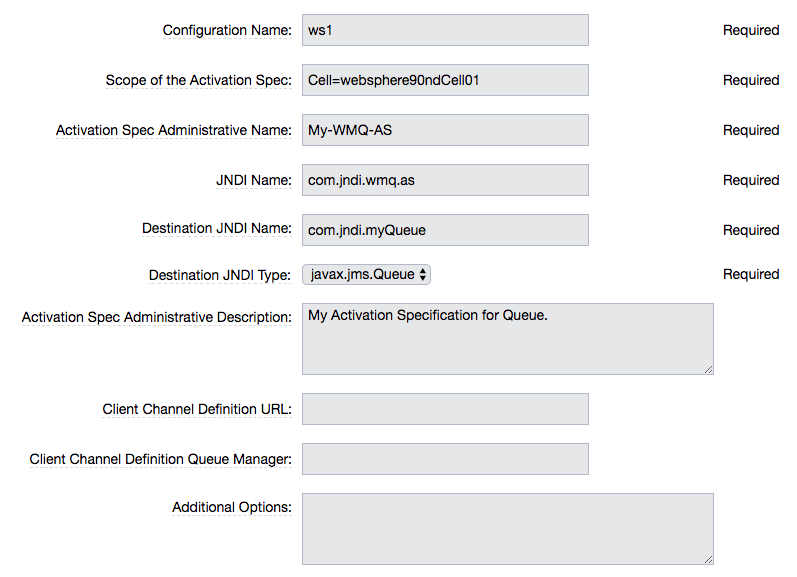 Configuration Name: ws1 Required
Scope of the Activation Spec: Cell=websphere90ndCell01 Required
Activation Spec Administrative Name: My-WMQ-AS Required
JNDI Name: com.jndi.wmq.as Required
Destination JNDI Name: com.jndi.myQueue Required
Destination JNDI Type: javax.jms.Queue Required
Activation Spec Administrative Description: My Activation Specification for Queue.
Client Channel Definition URL:
Client Channel Definition Queue Manager:
Additional Options: